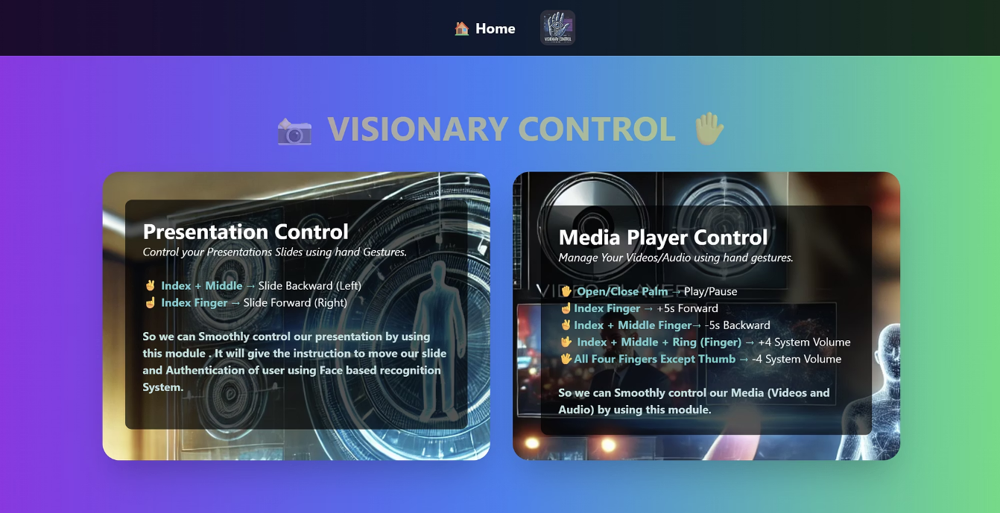 🏠 Home
VISIONARY CONTROL
📷 VISIONARY CONTROL ✋
Presentation Control
Control your Presentations Slides using hand Gestures.
✌ Index + Middle → Slide Backward (Left)
☝ Index Finger → Slide Forward (Right)
So we can Smoothly control our presentation by using
this module . It will give the instruction to move our slide
and Authentication of user using Face based recognition
System.
Media Player Control
Manage Your Videos/Audio using hand gestures.
VIDEO PLAYER
🖐 Open/Close Palm → Play/Pause
☝ Index Finger → +5s Forward
✌ Index + Middle Finger→ -5s Backward
🤟 Index + Middle + Ring (Finger) → +4 System Volume
🖖 All Four Fingers Except Thumb → -4 System Volume
So we can Smoothly control our Media (Videos and
Audio) by using this module.